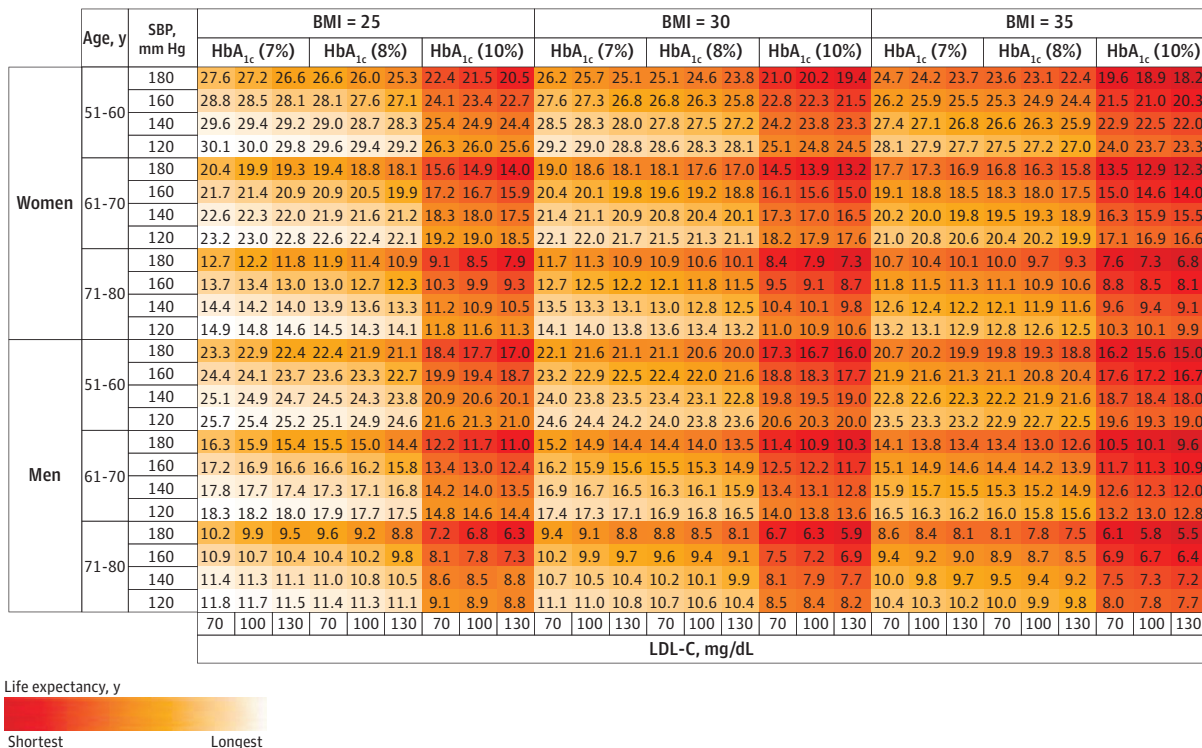 BMI = 25 BMI = 30 BMI = 35
Age, y SBP, mm Hg HbA1c (7%) HbA1c (8%) HbA1c (10%) HbA1c (7%) HbA1c (8%) HbA1c (10%) HbA1c (7%) HbA1c (8%) HbA1c (10%)
Women
51-60
180 27.6 27.2 26.6 26.6 26.0 25.3 22.4 21.5 20.5 26.2 25.7 25.1 25.1 24.6 23.8 21.0 20.2 19.4 24.7 24.2 23.7 23.6 23.1 22.4 19.6 18.9 18.2
160 28.8 28.5 28.1 28.1 27.6 27.1 24.1 23.4 22.7 27.6 27.3 26.8 26.8 26.3 25.8 22.8 22.3 21.5 26.2 25.9 25.5 25.3 24.9 24.4 21.5 21.0 20.3
140 29.6 29.4 29.2 29.0 28.7 28.3 25.4 24.9 24.4 28.5 28.3 28.0 27.8 27.5 27.2 24.2 23.8 23.3 27.4 27.1 26.8 26.6 26.3 25.9 22.9 22.5 22.0
120 30.1 30.0 29.8 29.6 29.4 29.2 26.3 26.0 25.6 29.2 29.0 28.8 28.6 28.3 28.1 25.1 24.8 24.5 28.1 27.9 27.7 27.5 27.2 27.0 24.0 23.7 23.3
61-70
180 20.4 19.9 19.3 19.4 18.8 18.1 15.6 14.9 14.0 19.0 18.6 18.1 18.1 17.6 17.0 14.5 13.9 13.2 17.7 17.3 16.9 16.8 16.3 15.8 13.5 12.9 12.3
160 21.7 21.4 20.9 20.9 20.5 19.9 17.2 16.7 15.9 20.4 20.1 19.8 19.6 19.2 18.8 16.1 15.6 15.0 19.1 18.8 18.5 18.3 18.0 17.5 15.0 14.6 14.0
140 22.6 22.3 22.0 21.9 21.6 21.2 18.3 18.0 17.5 21.4 21.1 20.9 20.8 20.4 20.1 17.3 17.0 16.5 20.2 20.0 19.8 19.5 19.3 18.9 16.3 15.9 15.5
120 23.2 23.0 22.8 22.6 22.4 22.1 19.2 19.0 18.5 22.1 22.0 21.7 21.5 21.3 21.1 18.2 17.9 17.6 21.0 20.8 20.6 20.4 20.2 19.9 17.1 16.9 16.6
71-80
180 12.7 12.2 11.8 11.9 11.4 10.9 9.1 8.5 7.9 11.7 11.3 10.9 10.9 10.6 10.1 8.4 7.9 7.3 10.7 10.4 10.1 10.0 9.7 9.3 7.6 7.3 6.8
160 13.7 13.4 13.0 13.0 12.7 12.3 10.3 9.9 9.3 12.7 12.5 12.2 12.1 11.8 11.5 9.5 9.1 8.7 11.8 11.5 11.3 11.1 10.9 10.6 8.8 8.5 8.1
140 14.4 14.2 14.0 13.9 13.6 13.3 11.2 10.9 10.5 13.5 13.3 13.1 13.0 12.8 12.5 10.4 10.1 9.8 12.6 12.4 12.2 12.1 11.9 11.6 9.6 9.4 9.1
120 14.9 14.8 14.6 14.5 14.3 14.1 11.8 11.6 11.3 14.1 14.0 13.8 13.6 13.4 13.2 11.0 10.9 10.6 13.2 13.1 12.9 12.8 12.6 12.5 10.3 10.1 9.9
Men
51-60
180 23.3 22.9 22.4 22.4 21.9 21.1 18.4 17.7 17.0 22.1 21.6 21.1 21.1 20.6 20.0 17.3 16.7 16.0 20.7 20.2 19.9 19.8 19.3 18.8 16.2 15.6 15.0
160 24.4 24.1 23.7 23.6 23.3 22.7 19.9 19.4 18.7 23.2 22.9 22.5 22.4 22.0 21.6 18.8 18.3 17.7 21.9 21.6 21.3 21.1 20.8 20.4 17.6 17.2 16.7
140 25.1 24.9 24.7 24.5 24.3 23.8 20.9 20.6 20.1 24.0 23.8 23.5 23.4 23.1 22.8 19.8 19.5 19.0 22.8 22.6 22.3 22.2 21.9 21.6 18.7 18.4 18.0
120 25.7 25.4 25.2 25.1 24.9 24.6 21.6 21.3 21.0 24.6 24.4 24.2 24.0 23.8 23.6 20.6 20.3 20.0 23.5 23.3 23.2 22.9 22.7 22.5 19.6 19.3 19.0
61-70
180 16.3 15.9 15.4 15.5 15.0 14.4 12.2 11.7 11.0 15.2 14.9 14.4 14.4 14.0 13.5 11.4 10.9 10.3 14.1 13.8 13.4 13.4 13.0 12.6 10.5 10.1 9.6
160 17.2 16.9 16.6 16.6 16.2 15.8 13.4 13.0 12.4 16.2 15.9 15.6 15.5 15.3 14.9 12.5 12.2 11.7 15.1 14.9 14.6 14.4 14.2 13.9 11.7 11.3 10.9
140 17.8 17.7 17.4 17.3 17.1 16.8 14.2 14.0 13.5 16.9 16.7 16.5 16.3 16.1 15.9 13.4 13.1 12.8 15.9 15.7 15.5 15.3 15.2 14.9 12.6 12.3 12.0
120 18.3 18.2 18.0 17.9 17.7 17.5 14.8 14.6 14.4 17.4 17.3 17.1 16.9 16.8 16.5 14.0 13.8 13.6 16.5 16.3 16.2 16.0 15.8 15.6 13.2 13.0 12.8
71-80
180 10.2 9.9 9.5 9.6 9.2 8.8 7.2 6.8 6.3 9.4 9.1 8.8 8.8 8.5 8.1 6.7 6.3 5.9 8.6 8.4 8.1 8.1 7.8 7.5 6.1 5.8 5.5
160 10.9 10.7 10.4 10.4 10.2 9.8 8.1 7.8 7.3 10.2 9.9 9.7 9.6 9.4 9.1 7.5 7.2 6.9 9.4 9.2 9.0 8.9 8.7 8.5 6.9 6.7 6.4
140 11.4 11.3 11.1 11.0 10.8 10.5 8.6 8.5 8.8 10.7 10.5 10.4 10.2 10.1 9.9 8.1 7.9 7.7 10.0 9.8 9.7 9.5 9.4 9.2 7.5 7.3 7.2
120 11.8 11.7 11.5 11.4 11.3 11.1 9.1 8.9 8.8 11.1 11.0 10.8 10.7 10.6 10.4 8.5 8.4 8.2 10.4 10.3 10.2 10.0 9.9 9.8 8.0 7.8 7.7
70 100 130 70 100 130 70 100 130 70 100 130 70 100 130 70 100 130 70 100 130 70 100 130 70 100 130
LDL-C, mg/dL
Life expectancy, y
Shortest Longest